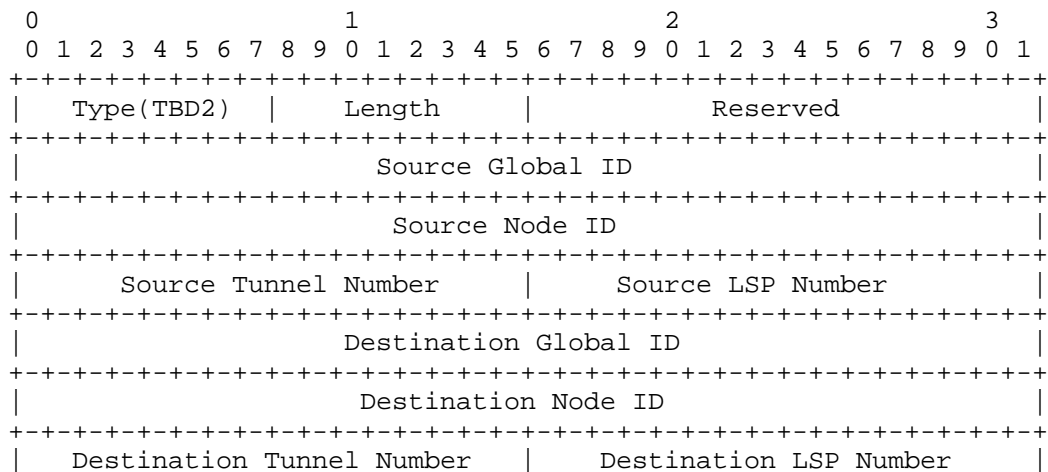 0                   1                   2                   3
 0 1 2 3 4 5 6 7 8 9 0 1 2 3 4 5 6 7 8 9 0 1 2 3 4 5 6 7 8 9 0 1
+-+-+-+-+-+-+-+-+-+-+-+-+-+-+-+-+-+-+-+-+-+-+-+-+-+-+-+-+-+-+-+-+
|   Type(TBD2)  |    Length     |           Reserved            |
+-+-+-+-+-+-+-+-+-+-+-+-+-+-+-+-+-+-+-+-+-+-+-+-+-+-+-+-+-+-+-+-+
|                      Source Global ID                         |
+-+-+-+-+-+-+-+-+-+-+-+-+-+-+-+-+-+-+-+-+-+-+-+-+-+-+-+-+-+-+-+-+
|                       Source Node ID                          |
+-+-+-+-+-+-+-+-+-+-+-+-+-+-+-+-+-+-+-+-+-+-+-+-+-+-+-+-+-+-+-+-+
|      Source Tunnel Number     |     Source LSP Number         |
+-+-+-+-+-+-+-+-+-+-+-+-+-+-+-+-+-+-+-+-+-+-+-+-+-+-+-+-+-+-+-+-+
|                    Destination Global ID                      |
+-+-+-+-+-+-+-+-+-+-+-+-+-+-+-+-+-+-+-+-+-+-+-+-+-+-+-+-+-+-+-+-+
|                     Destination Node ID                       |
+-+-+-+-+-+-+-+-+-+-+-+-+-+-+-+-+-+-+-+-+-+-+-+-+-+-+-+-+-+-+-+-+
|   Destination Tunnel Number   |    Destination LSP Number     |